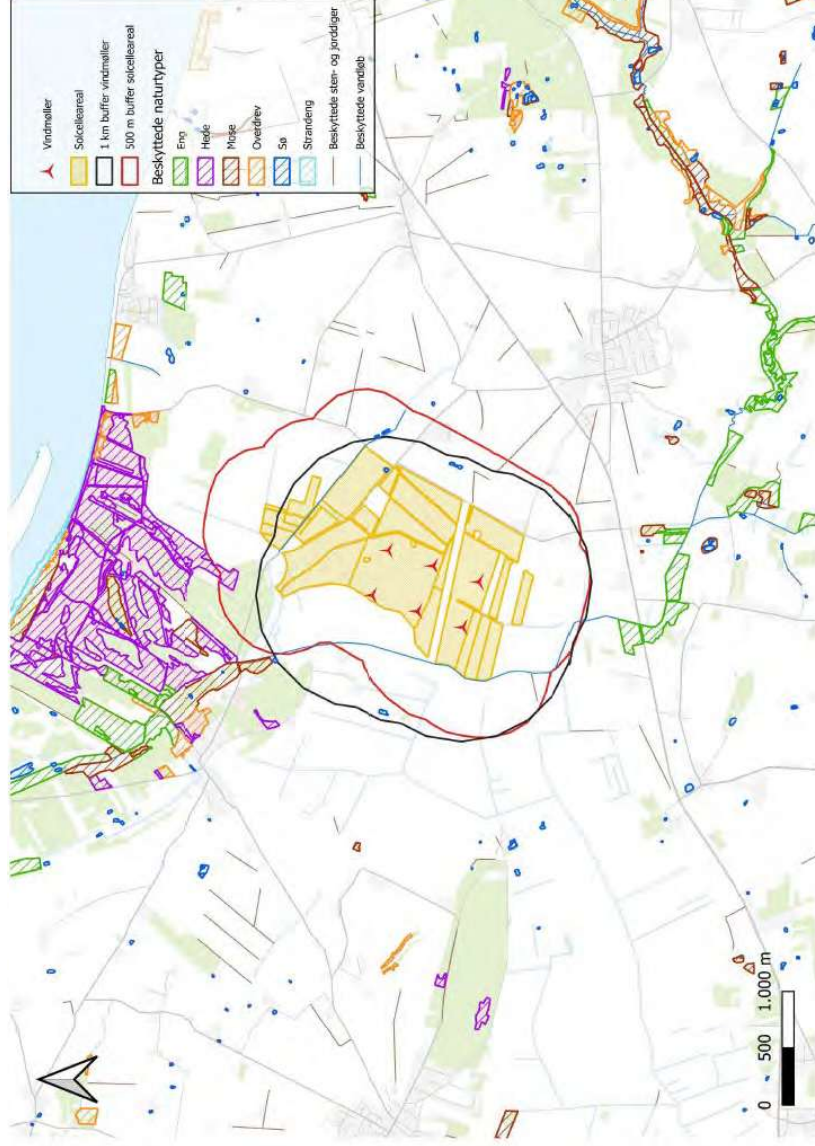 Vindmøller
Solcelleareal
1 km buffer vindmøller
500 m buffer solcelleareal
Beskyttede naturtyper
Eng
Hede
Mose
Overdrev
Sø
Strandeng
Beskyttede sten- og jorddiger
Beskyttede vandløb
0 500 1.000 m